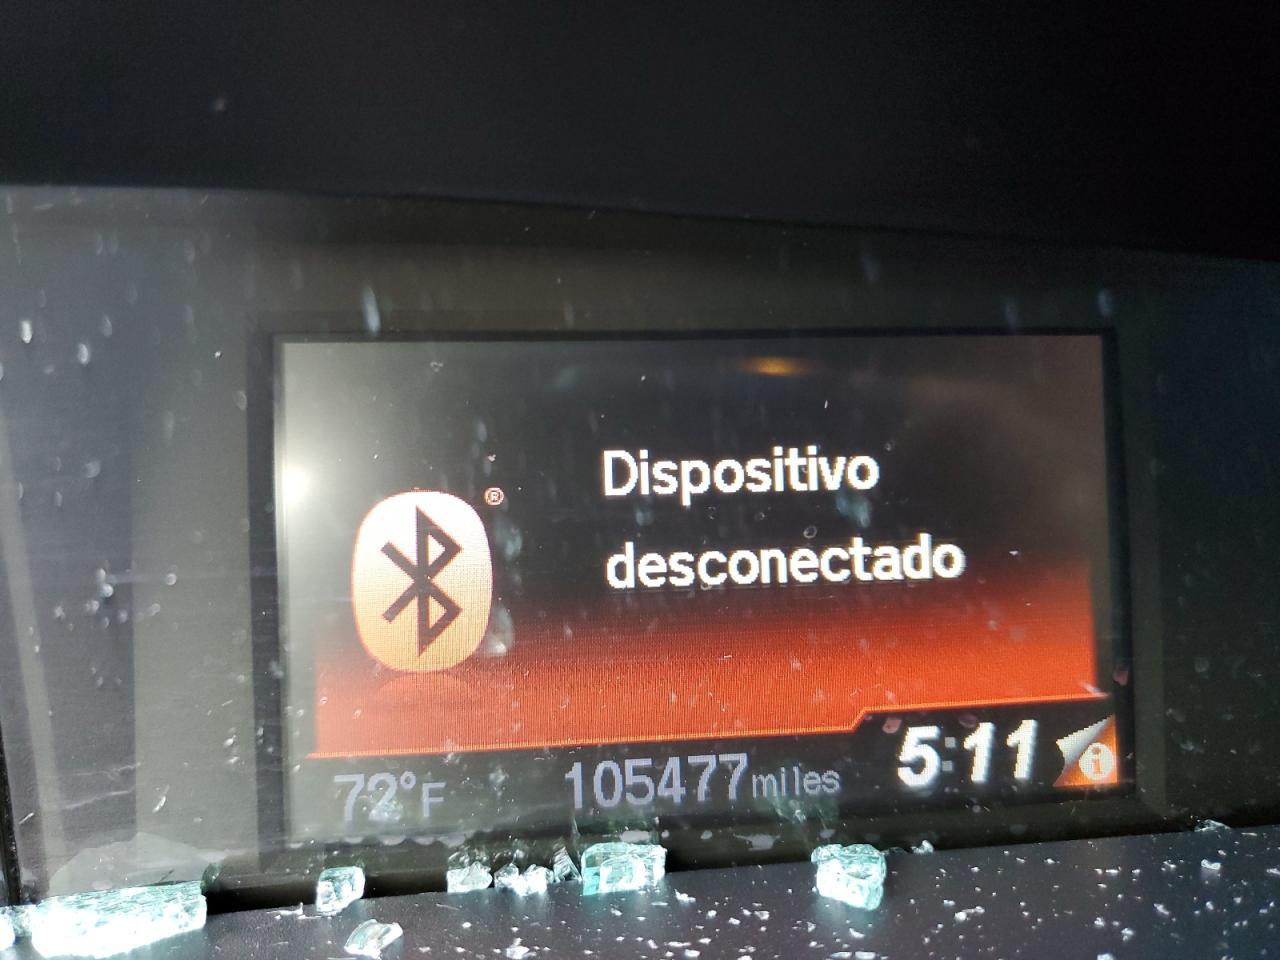 ®
Dispositivo
desconectado
72°F 105477miles 5:11 i